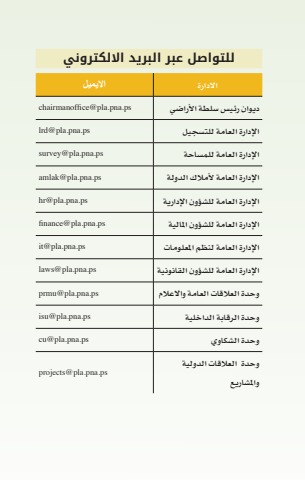 للتواصل عبر البريد الالكتروني
الادارة الايميل
ديوان رئيس سلطة الأراضي chairmanoffice@pla.pna.ps
الإدارة العامة للتسجيل lrd@pla.pna.ps
الإدارة العامة للمساحة survey@pla.pna.ps
الإدارة العامة لأملاك الدولة amlak@pla.pna.ps
الإدارة العامة للشؤون الإدارية hr@pla.pna.ps
الإدارة العامة للشؤون المالية finance@pla.pna.ps
الإدارة العامة لنظم المعلومات it@pla.pna.ps
الإدارة العامة للشؤون القانونية laws@pla.pna.ps
وحدة العلاقات العامة والاعلام prmu@pla.pna.ps
وحدة الرقابة الداخلية isu@pla.pna.ps
وحدة الشكاوي cu@pla.pna.ps
وحدة العلاقات الدولية
والمشاريع projects@pla.pna.ps